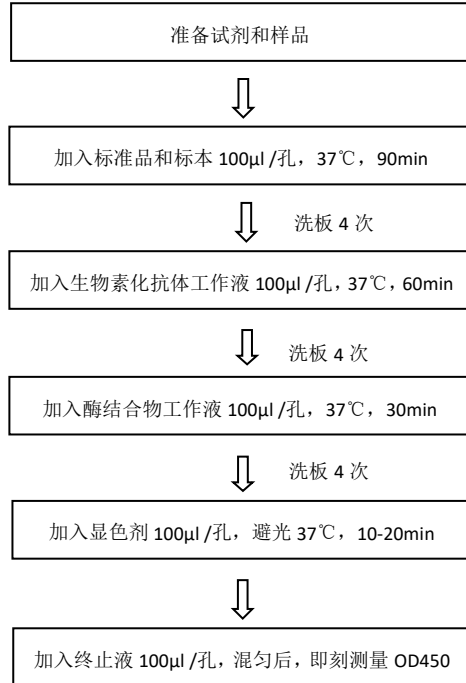 准备试剂和样品
加入标准品和标本 100μl /孔，37℃，90min
洗板 4 次
加入生物素化抗体工作液 100μl /孔，37℃，60min
洗板 4 次
加入酶结合物工作液 100μl /孔，37℃，30min
洗板 4 次
加入显色剂 100μl /孔，避光 37℃，10-20min
加入终止液 100μl /孔，混匀后，即刻测量 OD450